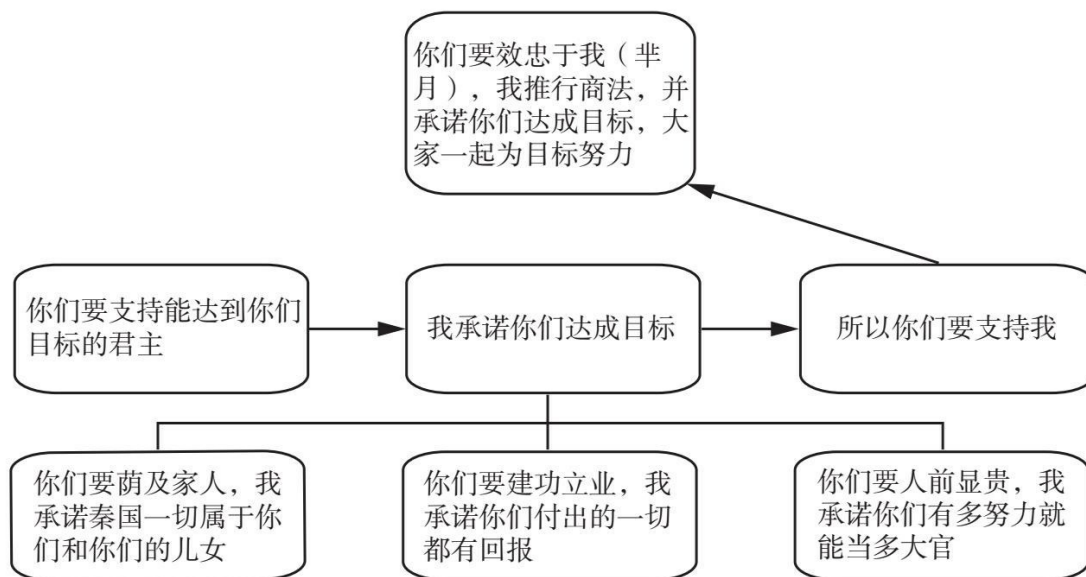 你们要效忠于我（芈
月），我推行商法，并
承诺你们达成目标，大
家一起为目标努力
你们要支持能达到你们
目标的君主
我承诺你们达成目标
所以你们要支持我
你们要荫及家人，我
承诺秦国一切属于你
们和你们的儿女
你们要建功立业，我
承诺你们付出的一切
都有回报
你们要人前显贵，我
承诺你们有多努力就
能当多大官